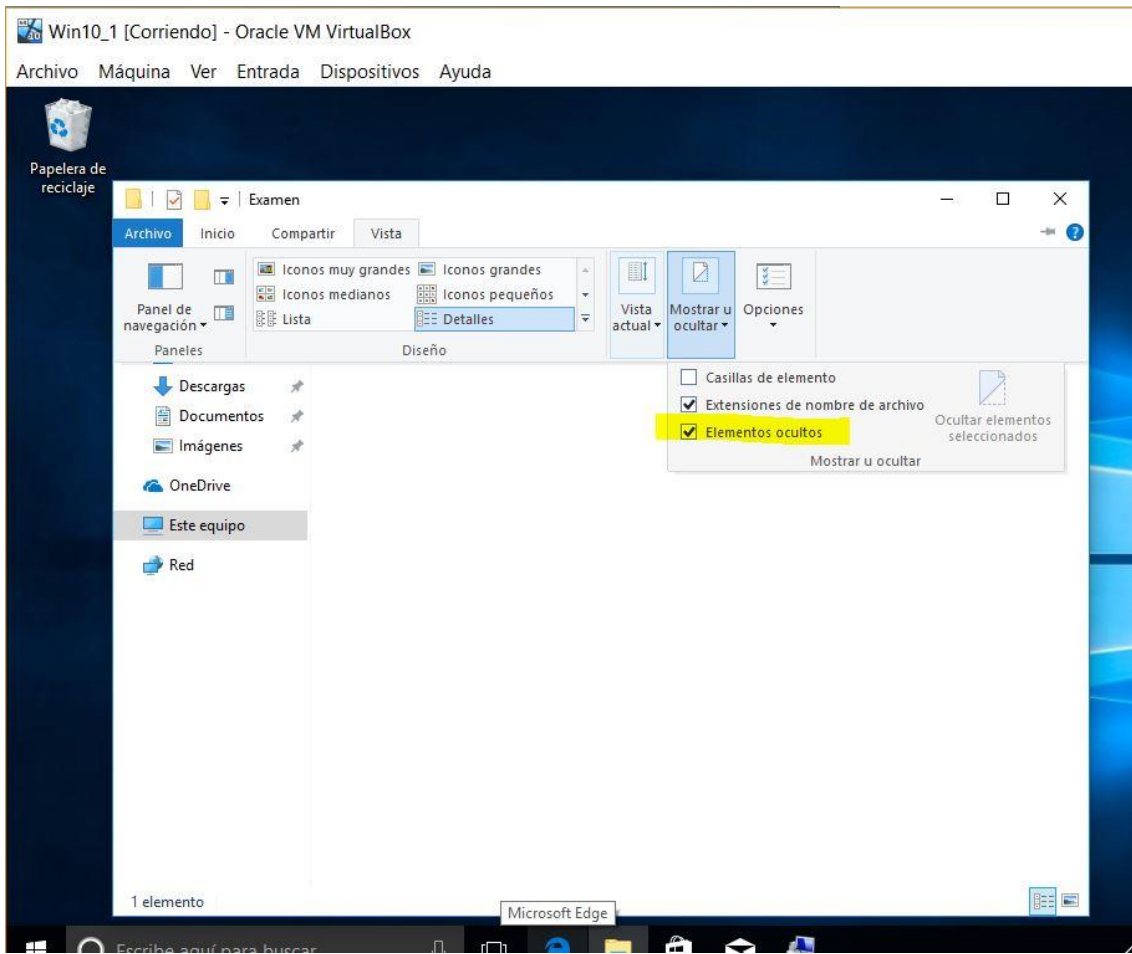 Win10_1 [Corriendo] - Oracle VM VirtualBox
Archivo Máquina Ver Entrada Dispositivos Ayuda
Papelera de
reciclaje
Examen
Archivo Inicio Compartir Vista
Panel de
navegación
Paneles
Iconos muy grandes Iconos grandes
Iconos medianos Iconos pequeños
Lista Detalles
Diseño
Vista
actual
Mostrar u
ocultar
Opciones
Casillas de elemento
Extensiones de nombre de archivo
Elementos ocultos
Ocultar elementos
seleccionados
Mostrar u ocultar
Descargas
Documentos
Imágenes
OneDrive
Este equipo
Red
1 elemento
Microsoft Edge
Escribe aquí para buscar